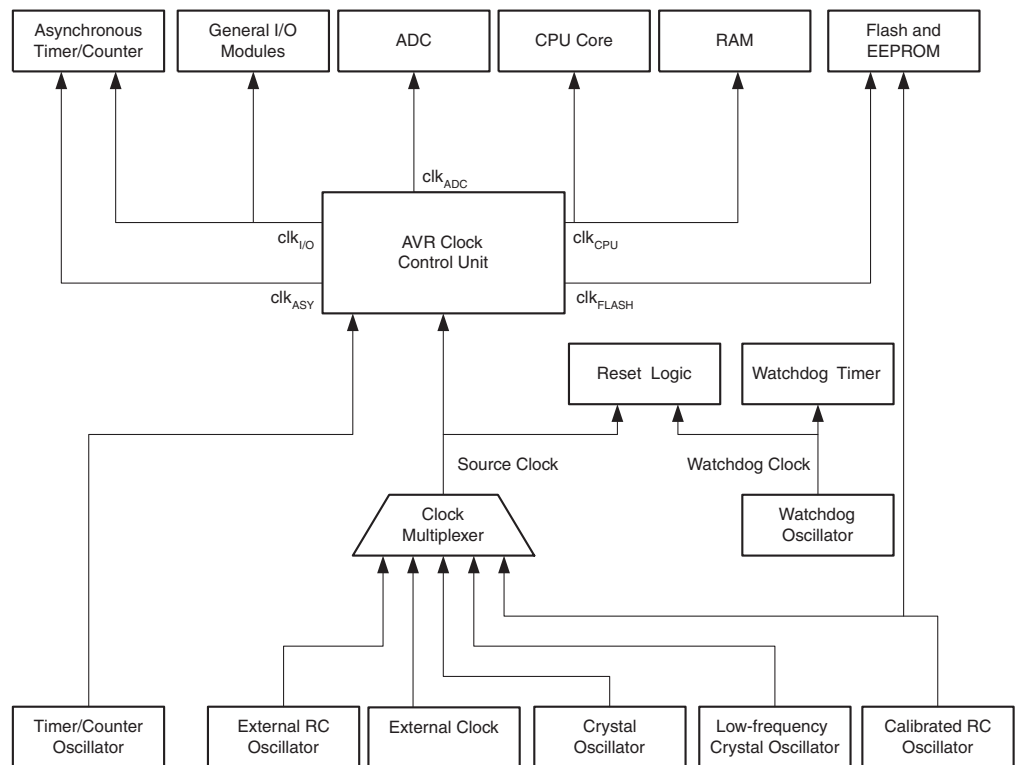 Asynchronous
Timer/Counter
General I/O
Modules
ADC
CPU Core
RAM
Flash and
EEPROM
clkADC
clkI/O
AVR Clock
Control Unit
clkCPU
clkASY
clkFLASH
Reset Logic
Watchdog Timer
Source Clock
Watchdog Clock
Clock
Multiplexer
Watchdog
Oscillator
Timer/Counter
Oscillator
External RC
Oscillator
External Clock
Crystal
Oscillator
Low-frequency
Crystal Oscillator
Calibrated RC
Oscillator